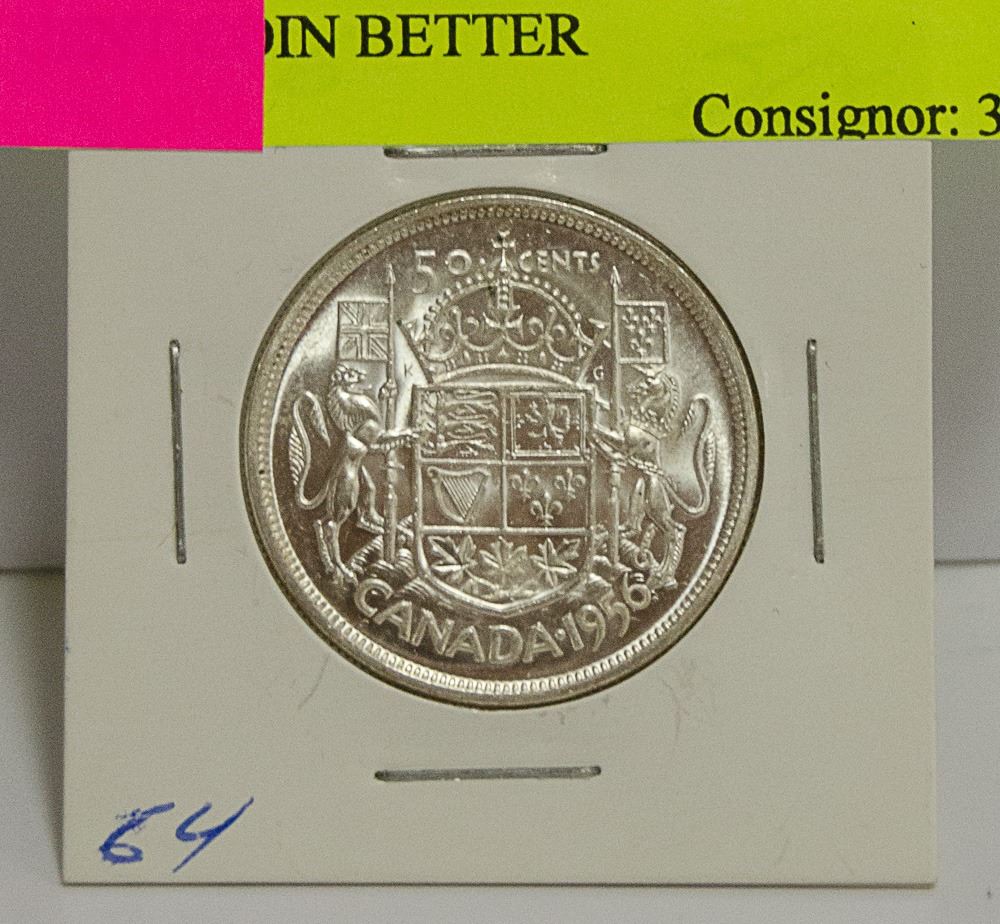 OIN BETTER
Consignor: 3
50 · CENTS
K G
CANADA · 1956
64